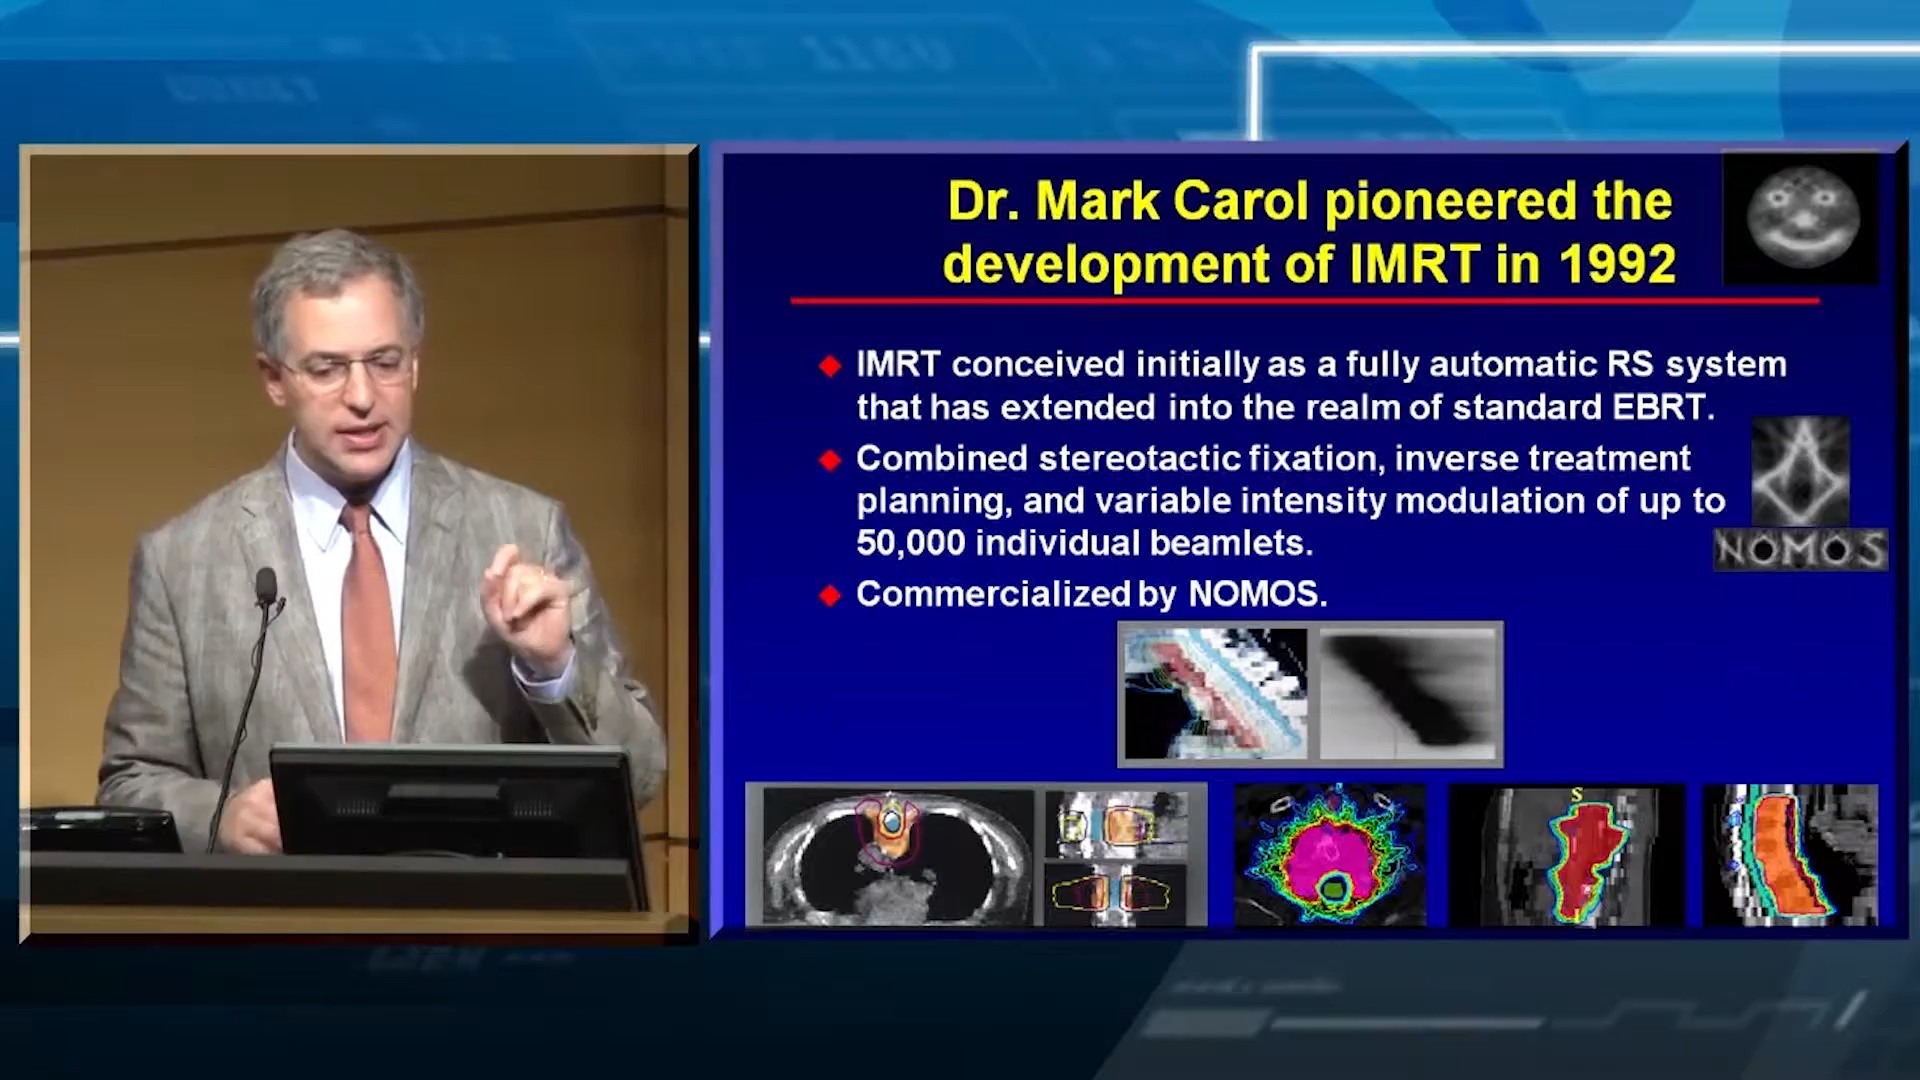 Dr. Mark Carol pioneered the
development of IMRT in 1992
IMRT conceived initially as a fully automatic RS system
that has extended into the realm of standard EBRT.
Combined stereotactic fixation, inverse treatment
planning, and variable intensity modulation of up to
50,000 individual beamlets.
NOMOS
Commercialized by NOMOS.
S